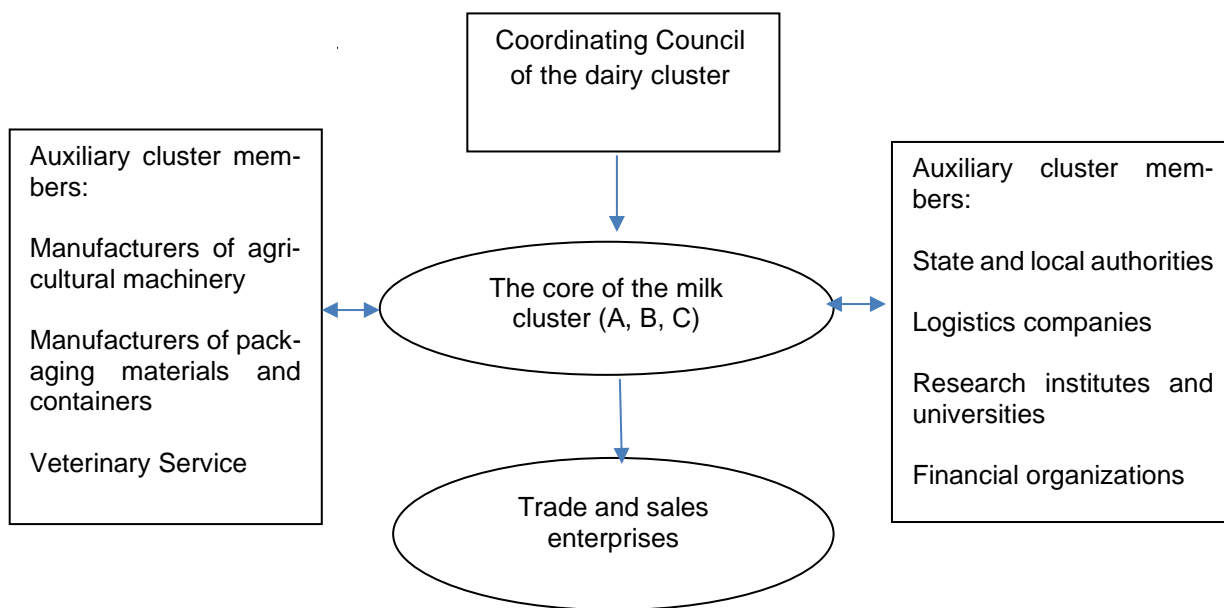 Coordinating Council
of the dairy cluster
Auxiliary cluster mem-
bers:
Manufacturers of agri-
cultural machinery
Manufacturers of pack-
aging materials and
containers
Veterinary Service
The core of the milk
cluster (A, B, C)
Auxiliary cluster mem-
bers:
State and local authorities
Logistics companies
Research institutes and
universities
Financial organizations
Trade and sales
enterprises